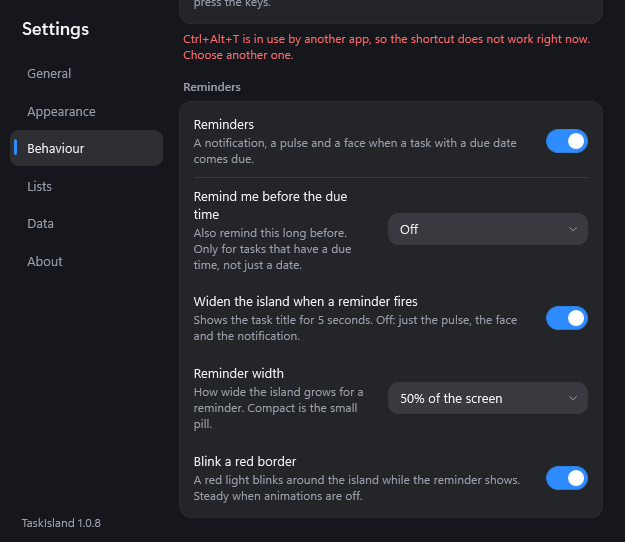 press the keys.
Settings
Ctrl+Alt+T is in use by another app, so the shortcut does not work right now.
Choose another one.
General
Appearance
Behaviour
Lists
Data
About
Reminders
Reminders
A notification, a pulse and a face when a task with a due date
comes due.
Remind me before the due
time
Also remind this long before.
Only for tasks that have a due
time, not just a date.
Off
Widen the island when a reminder fires
Shows the task title for 5 seconds. Off: just the pulse, the face
and the notification.
Reminder width
How wide the island grows for a
reminder. Compact is the small
pill.
50% of the screen
Blink a red border
A red light blinks around the island while the reminder shows.
Steady when animations are off.
TaskIsland 1.0.8